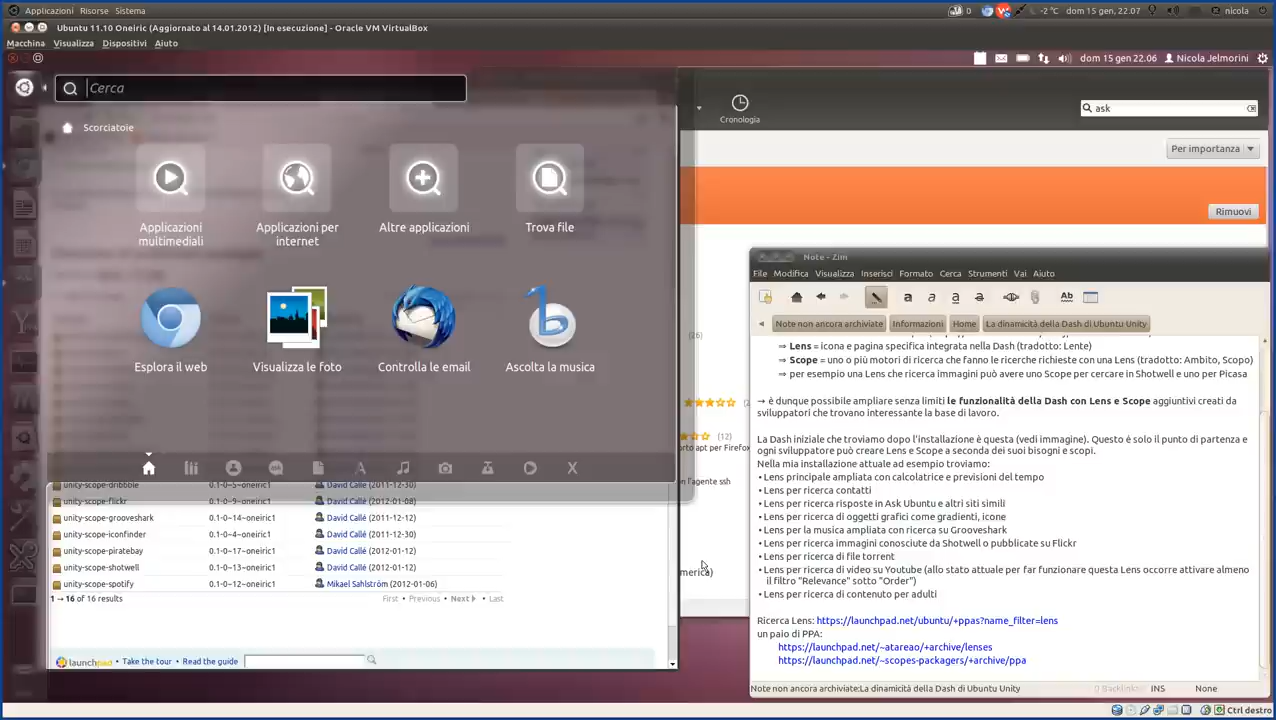 Applicazioni Risorse Sistema
0
-2 °C dom 15 gen, 22.07 nicola
Ubuntu 11.10 Oneiric (Aggiornato al 14.01.2012) [In esecuzione] - Oracle VM VirtualBox
Macchina Visualizza Dispositivi Aiuto
dom 15 gen 22.06 Nicola Jelmorini
Cerca
Scorciatoie
Applicazioni multimediali
Applicazioni per internet
Altre applicazioni
Trova file
Esplora il web
Visualizza le foto
Controlla le email
Ascolta la musica
Cronologia
ask
Per importanza
Rimuovi
(26)
(12)
apt per Firefox
l'agente ssh
merica)
unity-scope-dribbble 0.1-0~5~oneiric1 David Callé (2011-12-30)
unity-scope-flickr 0.1-0~9~oneiric1 David Callé (2012-01-08)
unity-scope-grooveshark 0.1-0~14~oneiric1 David Callé (2011-12-12)
unity-scope-iconfinder 0.1-0~4~oneiric1 David Callé (2011-12-30)
unity-scope-piratebay 0.1-0~17~oneiric1 David Callé (2012-01-12)
unity-scope-shotwell 0.1-0~13~oneiric1 David Callé (2012-01-12)
unity-scope-spotify 0.1-0~12~oneiric1 Mikael Sahlström (2012-01-06)
1 → 16 of 16 results First • Previous • Next • Last
launchpad • Take the tour • Read the guide
Note - Zim
File Modifica Visualizza Inserisci Formato Cerca Strumenti Vai Aiuto
Note non ancora archiviate Informazioni Home La dinamicità della Dash di Ubuntu Unity
⇒ Lens = icona e pagina specifica integrata nella Dash (tradotto: Lente)
⇒ Scope = uno o più motori di ricerca che fanno le ricerche richieste con una Lens (tradotto: Ambito, Scopo)
⇒ per esempio una Lens che ricerca immagini può avere uno Scope per cercare in Shotwell e uno per Picasa
→ è dunque possibile ampliare senza limiti le funzionalità della Dash con Lens e Scope aggiuntivi creati da
sviluppatori che trovano interessante la base di lavoro.
La Dash iniziale che troviamo dopo l'installazione è questa (vedi immagine). Questo è solo il punto di partenza e
ogni sviluppatore può creare Lens e Scope a seconda dei suoi bisogni e scopi.
Nella mia installazione attuale ad esempio troviamo:
• Lens principale ampliata con calcolatrice e previsioni del tempo
• Lens per ricerca contatti
• Lens per ricerca risposte in Ask Ubuntu e altri siti simili
• Lens per ricerca di oggetti grafici come gradienti, icone
• Lens per la musica ampliata con ricerca su Grooveshark
• Lens per ricerca immagini conosciute da Shotwell o pubblicate su Flickr
• Lens per ricerca di file torrent
• Lens per ricerca di video su Youtube (allo stato attuale per far funzionare questa Lens occorre attivare almeno
il filtro "Relevance" sotto "Order")
• Lens per ricerca di contenuto per adulti
Ricerca Lens: https://launchpad.net/ubuntu/+ppas?name_filter=lens
un paio di PPA:
https://launchpad.net/~atareao/+archive/lenses
https://launchpad.net/~scopes-packagers/+archive/ppa
Note non ancora archiviate:La dinamicità della Dash di Ubuntu Unity 0 Backlinks INS None
Ctrl destro